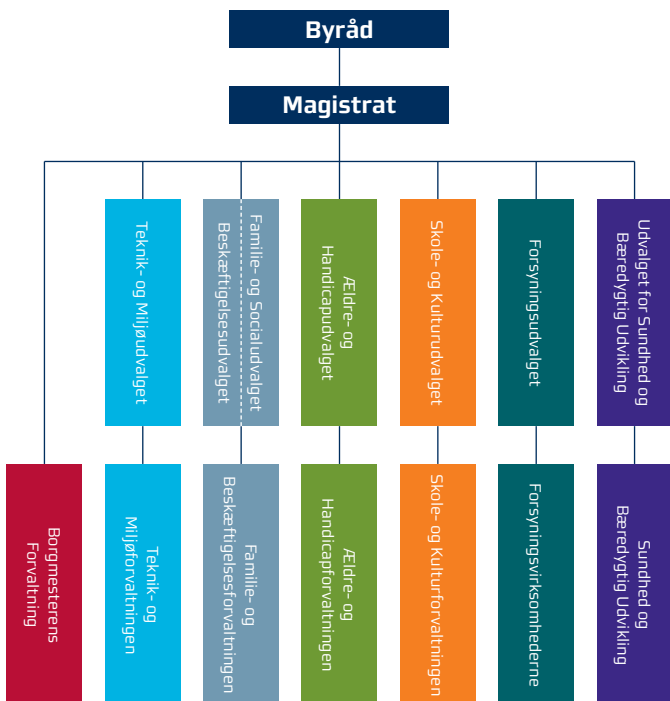 Byråd
Magistrat
Teknik- og Miljøudvalget
Familie- og Socialudvalget
Beskæftigelsesudvalget
Ældre- og
Handicapudvalget
Skole- og Kulturudvalget
Forsyningsudvalget
Udvalget for Sundhed og
Bæredygtig Udvikling
Borgmesterens
Forvaltning
Teknik- og
Miljøforvaltningen
Familie- og
Beskæftigelsesforvaltningen
Ældre- og
Handicapforvaltningen
Skole- og Kulturforvaltningen
Forsyningsvirksomhederne
Sundhed og
Bæredygtig Udvikling